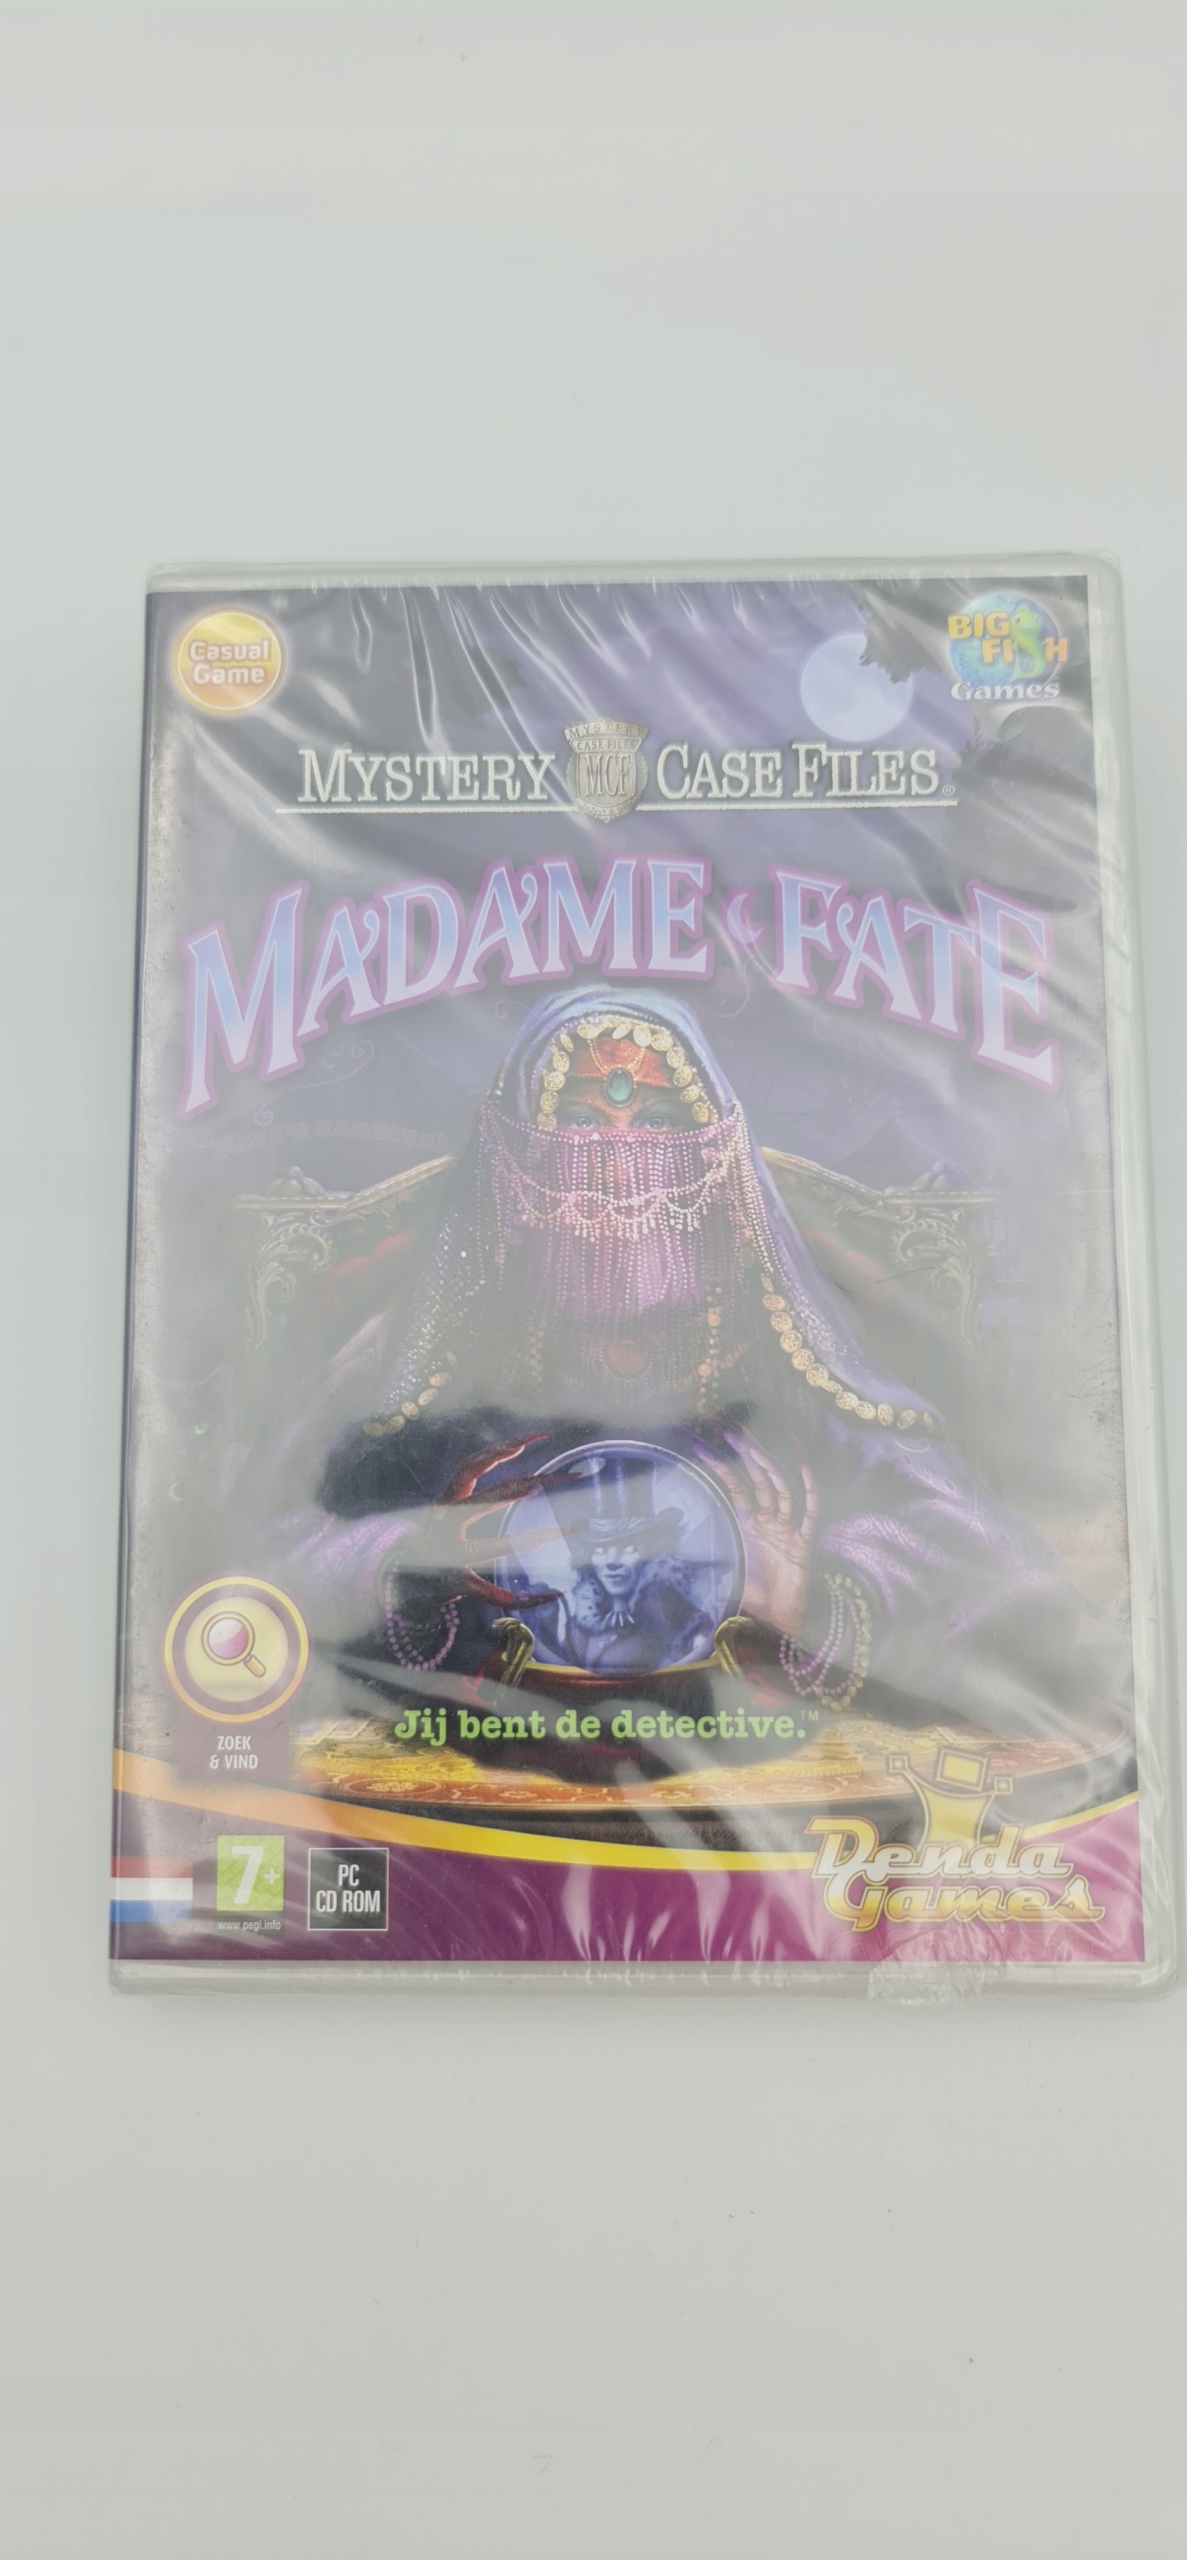 Casual
Game
BIG
FISH
Games
MYSTERY CASE FILES®
MYSTERY
CASE FILES
MCF
MADAME FATE
Jij bent de detective.™
ZOEK
& VIND
7+
www.pegi.info
PC
CD ROM
Denda
Games